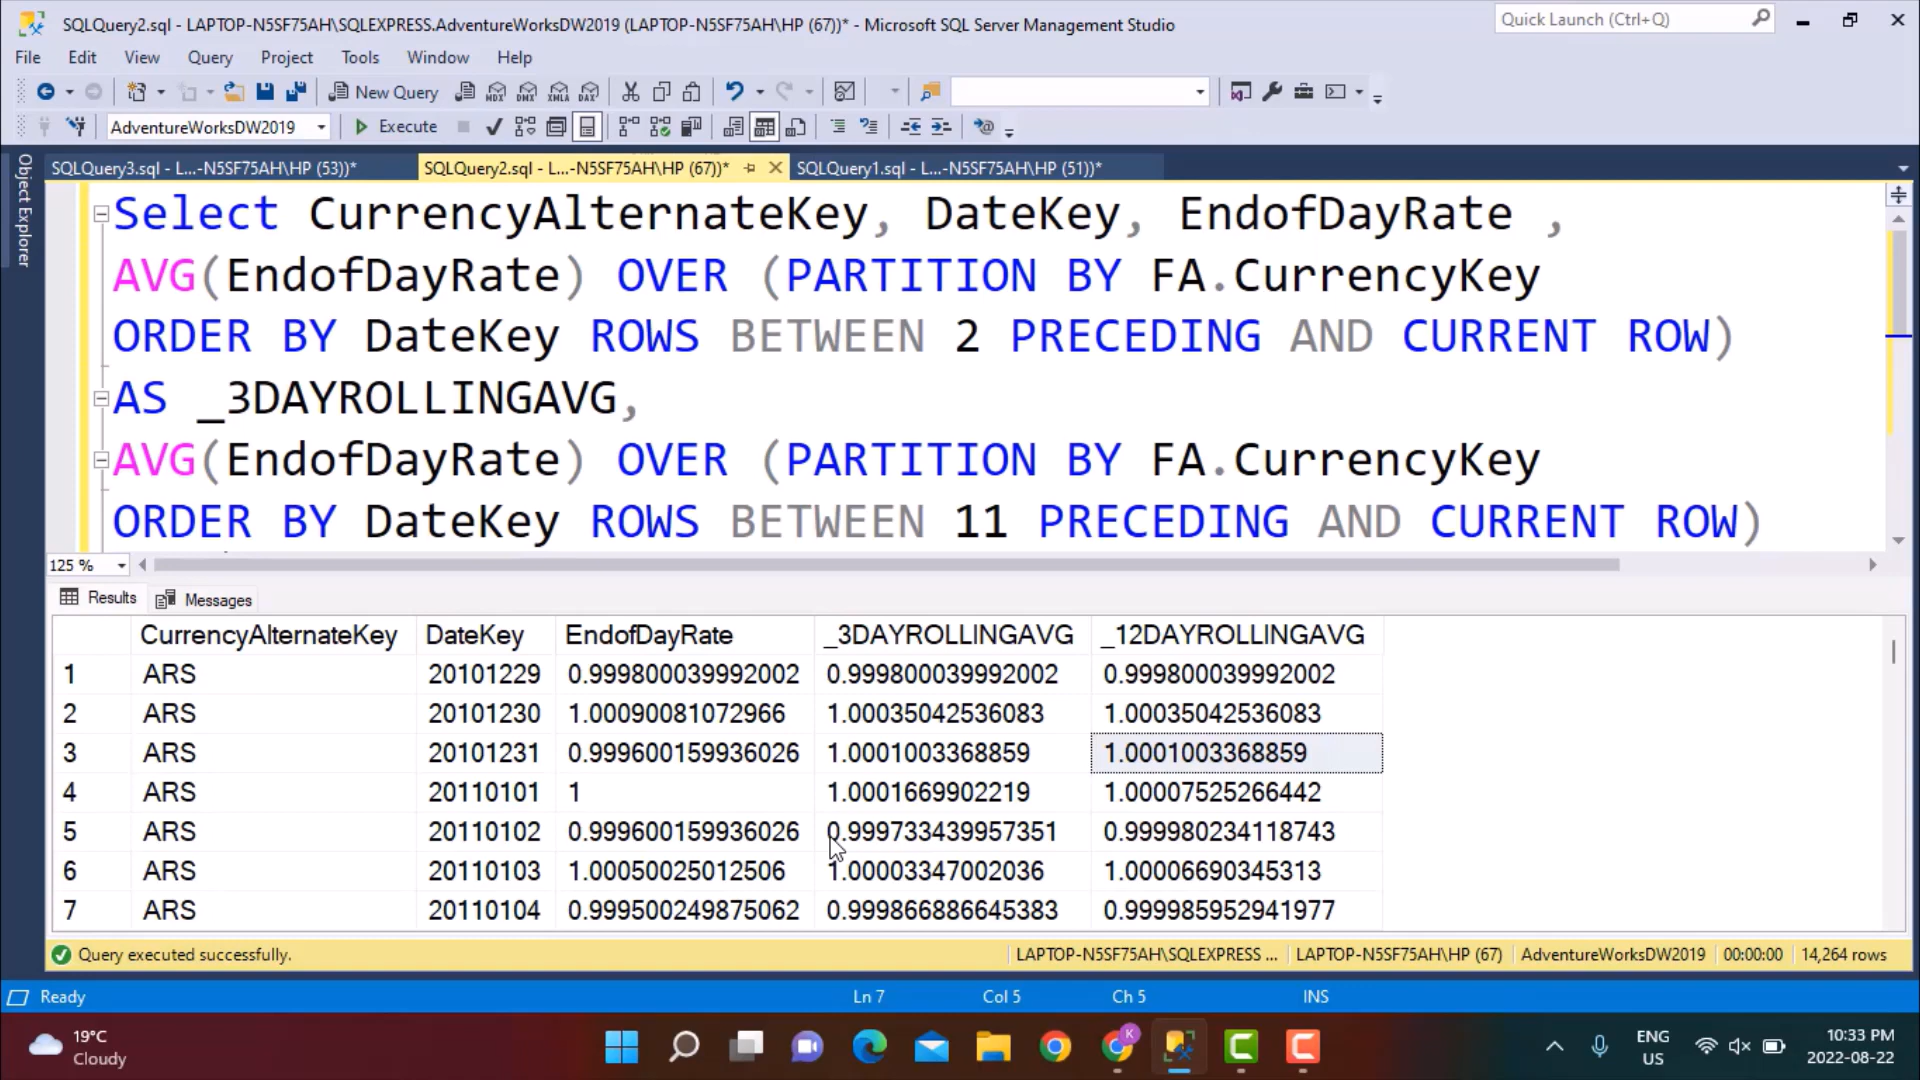 SQLQuery2.sql - LAPTOP-N5SF75AH\SQLEXPRESS.AdventureWorksDW2019 (LAPTOP-N5SF75AH\HP (67))* - Microsoft SQL Server Management Studio
Quick Launch (Ctrl+Q)
File Edit View Query Project Tools Window Help
New Query MDX DMX XMLA DAX
AdventureWorksDW2019 Execute
Object Explorer
SQLQuery3.sql - L...-N5SF75AH\HP (53))* SQLQuery2.sql - L...-N5SF75AH\HP (67))* SQLQuery1.sql - L...-N5SF75AH\HP (51))*
Select CurrencyAlternateKey, DateKey, EndofDayRate ,
AVG(EndofDayRate) OVER (PARTITION BY FA.CurrencyKey
ORDER BY DateKey ROWS BETWEEN 2 PRECEDING AND CURRENT ROW)
AS _3DAYROLLINGAVG,
AVG(EndofDayRate) OVER (PARTITION BY FA.CurrencyKey
ORDER BY DateKey ROWS BETWEEN 11 PRECEDING AND CURRENT ROW)
125 %
Results Messages
CurrencyAlternateKey DateKey EndofDayRate _3DAYROLLINGAVG _12DAYROLLINGAVG
1 ARS 20101229 0.999800039992002 0.999800039992002 0.999800039992002
2 ARS 20101230 1.00090081072966 1.00035042536083 1.00035042536083
3 ARS 20101231 0.999600159936026 1.0001003368859 1.0001003368859
4 ARS 20110101 1 1.0001669902219 1.00007525266442
5 ARS 20110102 0.999600159936026 0.999733439957351 0.999980234118743
6 ARS 20110103 1.00050025012506 1.00003347002036 1.00006690345313
7 ARS 20110104 0.999500249875062 0.999866886645383 0.999985952941977
Query executed successfully. LAPTOP-N5SF75AH\SQLEXPRESS ... LAPTOP-N5SF75AH\HP (67) AdventureWorksDW2019 00:00:00 14,264 rows
Ready Ln 7 Col 5 Ch 5 INS
19°C
Cloudy
K
C C
ENG
US
10:33 PM
2022-08-22